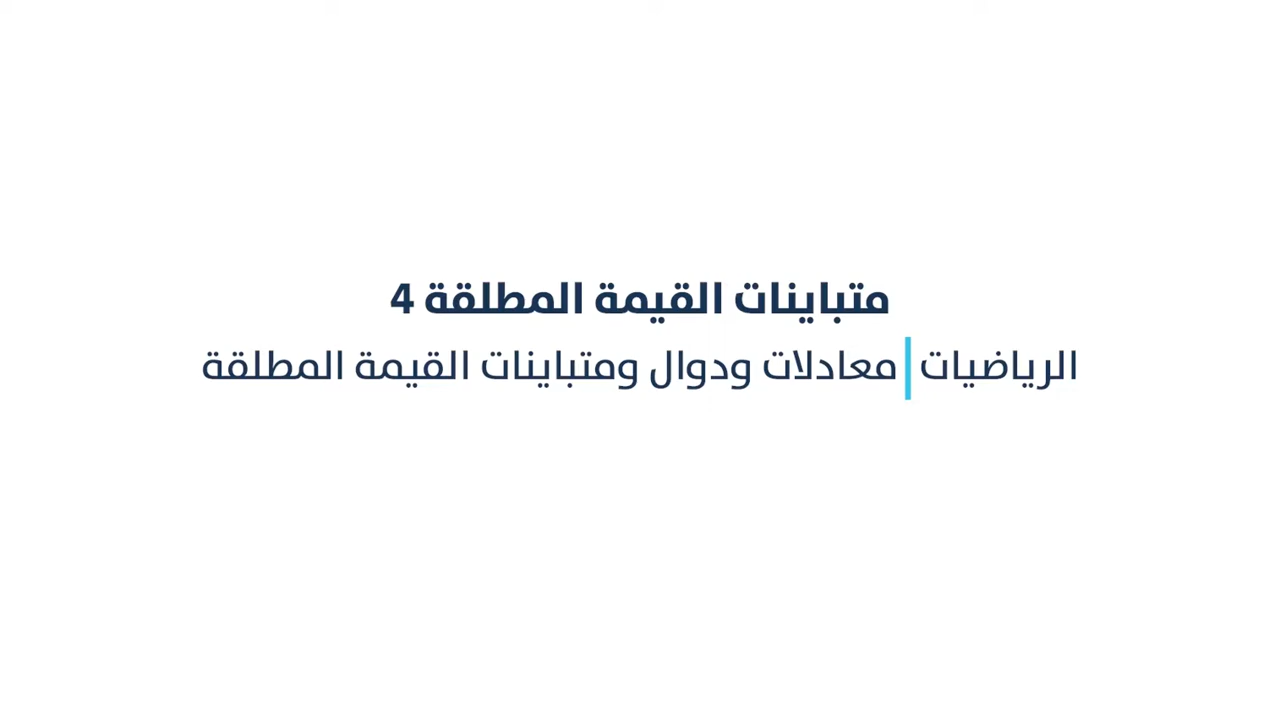 متباينات القيمة المطلقة 4
الرياضيات | معادلات ودوال ومتباينات القيمة المطلقة